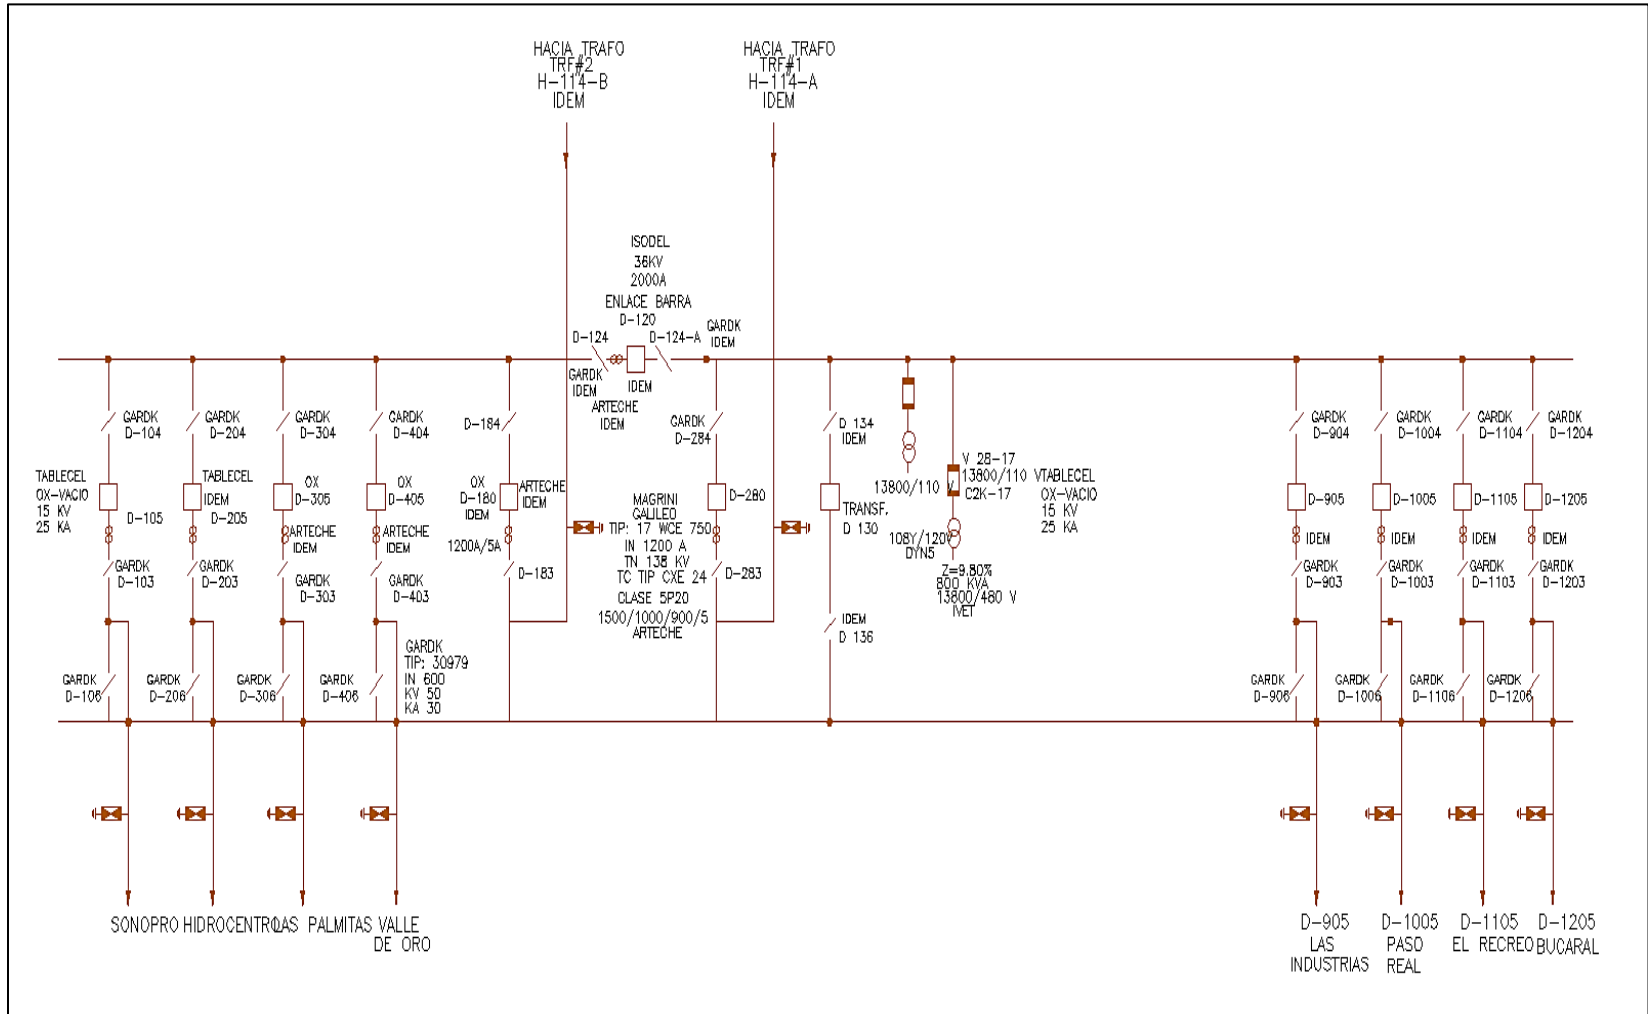 HACIA TRAFO
TRF#2
H-114-B
IDEM
HACIA TRAFO
TRF#1
H-114-A
IDEM
ISODEL
36KV
2000A
ENLACE BARRA
D-120
D-124
D-124-A
GARDK
IDEM
GARDK
IDEM
IDEM
ARTECHE
IDEM
GARDK
D-104
GARDK
D-204
GARDK
D-304
GARDK
D-404
D-184
GARDK
D-284
D 134
IDEM
GARDK
D-904
GARDK
D-1004
GARDK
D-1104
GARDK
D-1204
TABLECEL
OX-VACIO
15 KV
25 KA
D-105
TABLECEL
IDEM
D-205
OX
D-305
OX
D-405
OX
D-180
IDEM
ARTECHE
IDEM
ARTECHE
IDEM
ARTECHE
IDEM
1200A/5A
MAGRINI
GALILEO
TIP: 17 WCE 750
IN 1200 A
TN 138 KV
TC TIP CXE 24
CLASE 5P20
1500/1000/900/5
ARTECHE
D-280
TRANSF.
D 130
13800/110 V
V 28-17
13800/110 V
C2K-17
TABLECEL
OX-VACIO
15 KV
25 KA
108Y/120V
DYN5
Z=9.80%
800 KVA
13800/480 V
IVET
D-905
D-1005
D-1105
D-1205
IDEM
IDEM
IDEM
IDEM
GARDK
D-103
GARDK
D-203
GARDK
D-303
GARDK
D-403
D-183
D-283
GARDK
D-903
GARDK
D-1003
GARDK
D-1103
GARDK
D-1203
IDEM
D 136
GARDK
D-106
GARDK
D-206
GARDK
D-306
GARDK
D-406
GARDK
TIP: 30979
IN 600
KV 50
KA 30
GARDK
D-906
GARDK
D-1006
GARDK
D-1106
GARDK
D-1206
SONOPRO
HIDROCENTRO
LAS PALMITAS
VALLE
DE ORO
D-905
LAS
INDUSTRIAS
D-1005
PASO
REAL
D-1105
EL RECREO
D-1205
BUCARAL